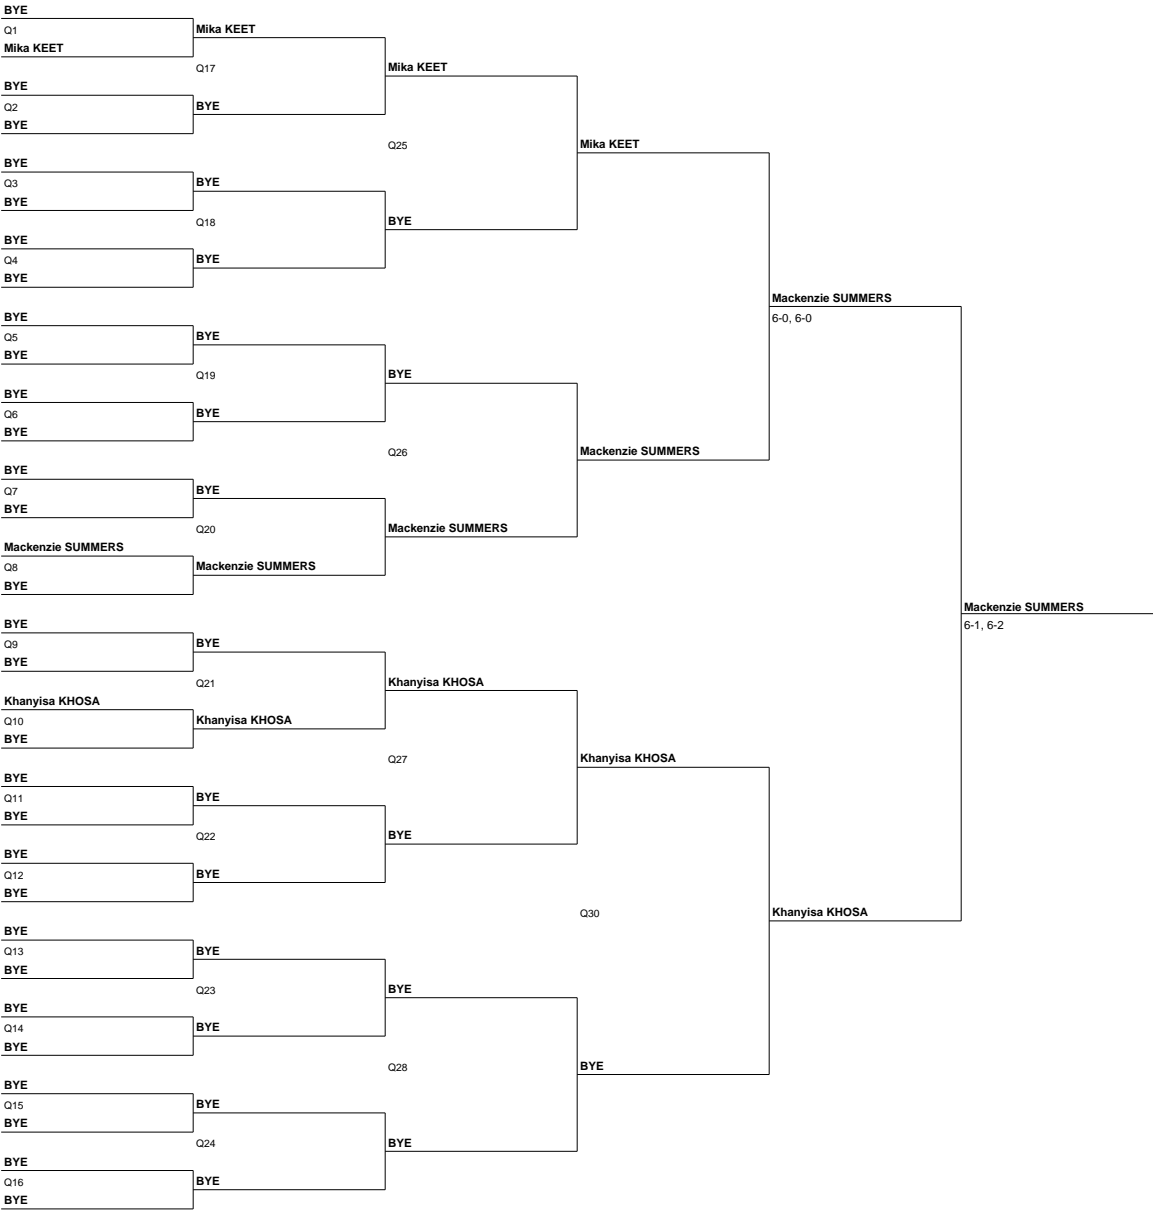 BYE
Q1
Mika KEET
Mika KEET
Q17
Mika KEET
BYE
Q2
BYE
BYE
Q25
Mika KEET
BYE
Q3
BYE
BYE
Q18
BYE
BYE
Q4
BYE
BYE
Mackenzie SUMMERS
6-0, 6-0
BYE
Q5
BYE
BYE
Q19
BYE
BYE
Q6
BYE
BYE
Q26
Mackenzie SUMMERS
BYE
Q7
BYE
BYE
Q20
Mackenzie SUMMERS
Mackenzie SUMMERS
Q8
BYE
Mackenzie SUMMERS
Mackenzie SUMMERS
6-1, 6-2
BYE
Q9
BYE
BYE
Q21
Khanyisa KHOSA
Khanyisa KHOSA
Q10
BYE
Khanyisa KHOSA
Q27
Khanyisa KHOSA
BYE
Q11
BYE
BYE
Q22
BYE
BYE
Q12
BYE
BYE
Q30
Khanyisa KHOSA
BYE
Q13
BYE
BYE
Q23
BYE
BYE
Q14
BYE
BYE
Q28
BYE
BYE
Q15
BYE
BYE
Q24
BYE
BYE
Q16
BYE
BYE